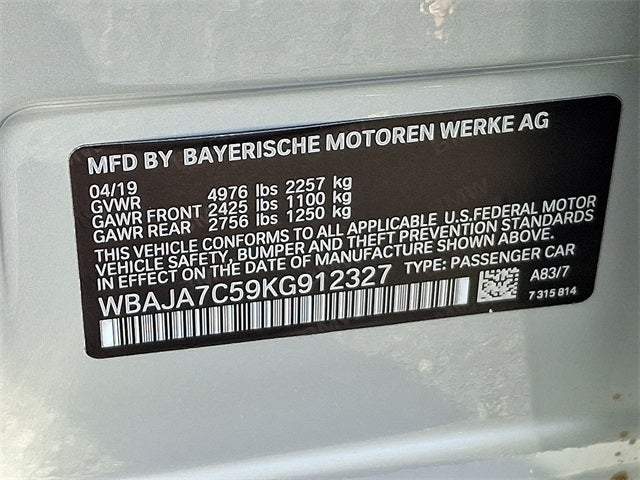 MFD BY BAYERISCHE MOTOREN WERKE AG
04/19
GVWR 4976 lbs 2257 kg
GAWR FRONT 2425 lbs 1100 kg
GAWR REAR 2756 lbs 1250 kg
THIS VEHICLE CONFORMS TO ALL APPLICABLE U.S.FEDERAL MOTOR
VEHICLE SAFETY, BUMPER AND THEFT PREVENTION STANDARDS
IN EFFECT ON THE DATE OF MANUFACTURE SHOWN ABOVE.
WBAJA7C59KG912327 TYPE: PASSENGER CAR
A83/7
7 315 814